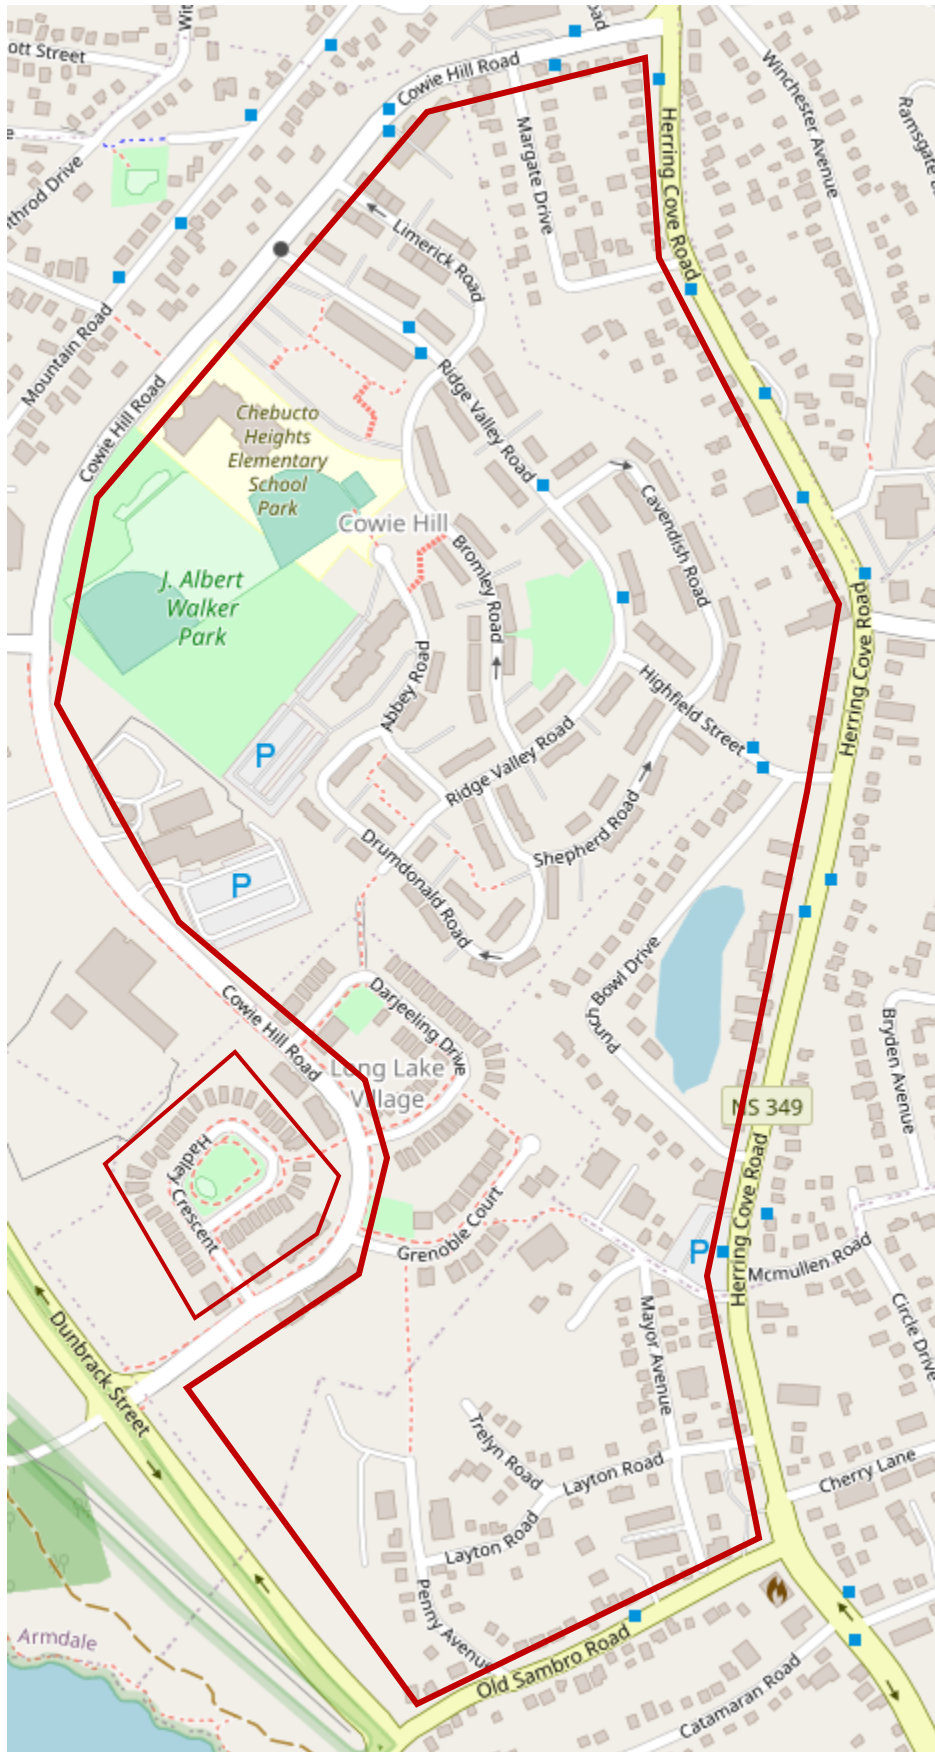 ott Street
Wi
oad
Cowie Hill Road
Winchester Avenue
Ramsgate L
Margate Drive
Herring Cove Road
throd Drive
Limerick Road
Mountain Road
Cowie Hill Road
Ridge Valley Road
Chebucto
Heights
Elementary
School
Park
Cowie Hill
Cavendish Road
Bromley Road
J. Albert
Walker
Park
Abbey Road
Highfield Street
Herring Cove Road
P
Ridge Valley Road
Drumdonald Road
Shepherd Road
P
Punch Bowl Drive
Cowie Hill Road
Darjeeling Drive
Long Lake
Village
Bryden Avenue
NS 349
Hadley Crescent
Grenoble Court
Herring Cove Road
P
Mcmullen Road
Circle Drive
Mayor Avenue
Dunbrack Street
Trelyn Road
Layton Road
Cherry Lane
Layton Road
Penny Avenue
Armdale
Old Sambro Road
Catamaran Road